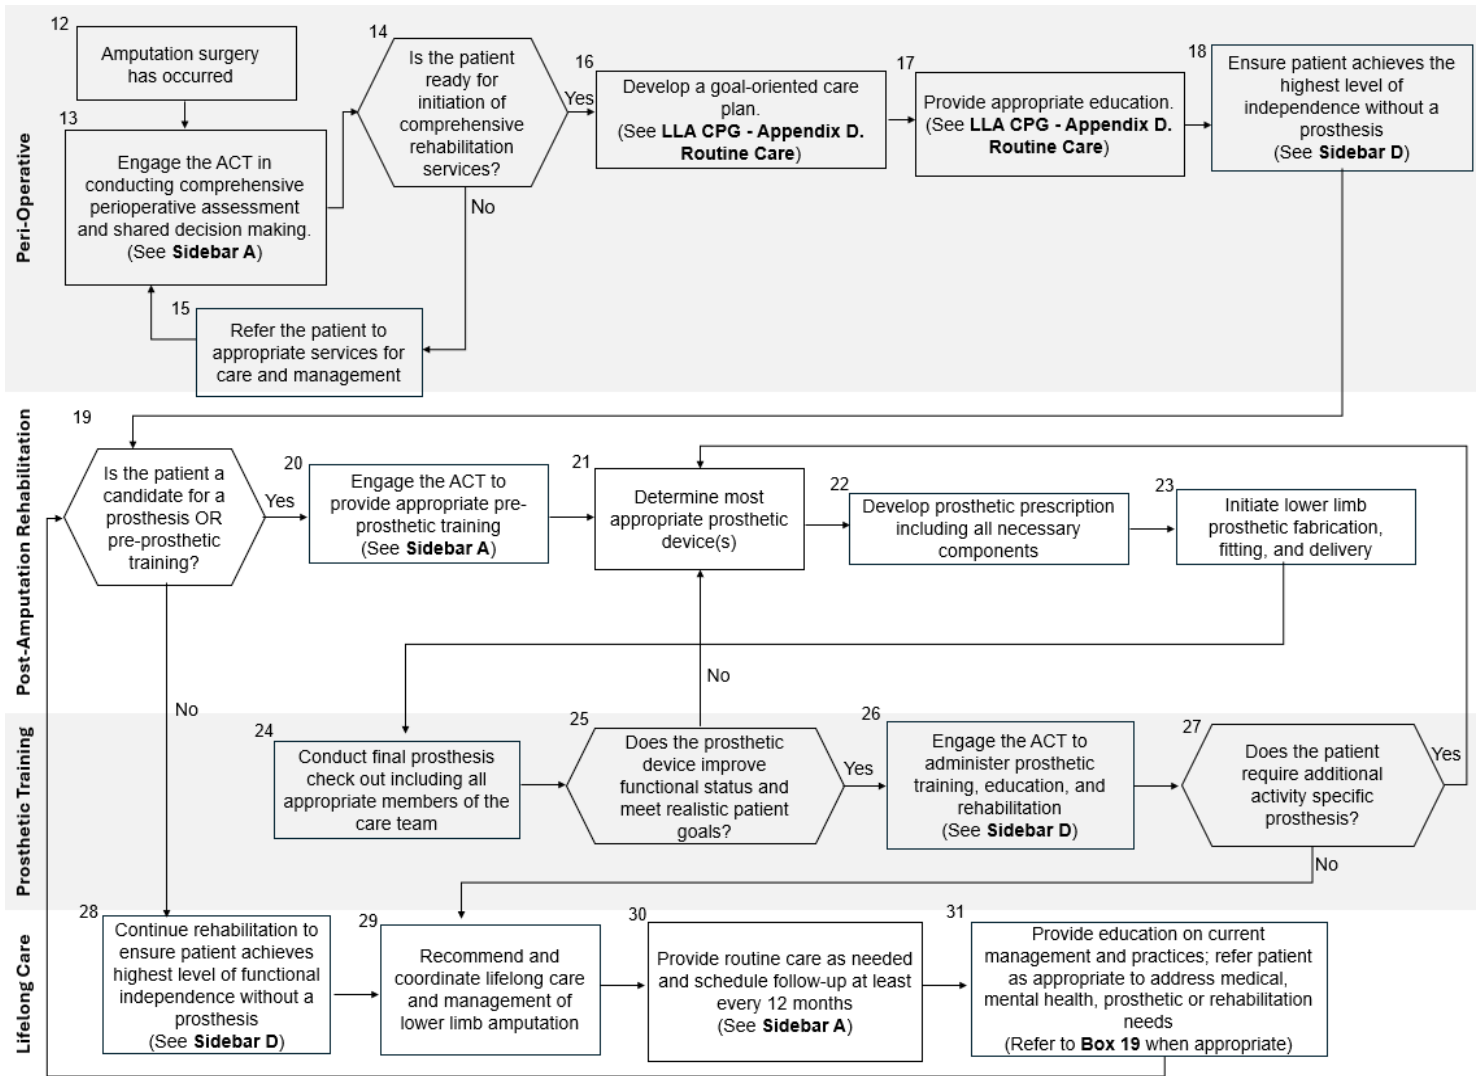 Peri-Operative
12
Amputation surgery
has occurred
13
Engage the ACT in
conducting comprehensive
perioperative assessment
and shared decision making.
(See Sidebar A)
14
Is the patient
ready for
initiation of
comprehensive
rehabilitation
services?
Yes
No
15
Refer the patient to
appropriate services for
care and management
16
Develop a goal-oriented care
plan.
(See LLA CPG - Appendix D.
Routine Care)
17
Provide appropriate education.
(See LLA CPG - Appendix D.
Routine Care)
18
Ensure patient achieves the
highest level of
independence without a
prosthesis
(See Sidebar D)
Post-Amputation Rehabilitation
19
Is the patient a
candidate for a
prosthesis OR
pre-prosthetic
training?
Yes
No
20
Engage the ACT to
provide appropriate pre-
prosthetic training
(See Sidebar A)
21
Determine most
appropriate prosthetic
device(s)
22
Develop prosthetic prescription
including all necessary
components
23
Initiate lower limb
prosthetic fabrication,
fitting, and delivery
Prosthetic Training
24
Conduct final prosthesis
check out including all
appropriate members of the
care team
25
Does the prosthetic
device improve
functional status and
meet realistic patient
goals?
No
Yes
26
Engage the ACT to
administer prosthetic
training, education, and
rehabilitation
(See Sidebar D)
27
Does the patient
require additional
activity specific
prosthesis?
Yes
No
Lifelong Care
28
Continue rehabilitation to
ensure patient achieves
highest level of functional
independence without a
prosthesis
(See Sidebar D)
29
Recommend and
coordinate lifelong care
and management of
lower limb amputation
30
Provide routine care as needed
and schedule follow-up at least
every 12 months
(See Sidebar A)
31
Provide education on current
management and practices; refer patient
as appropriate to address medical,
mental health, prosthetic or rehabilitation
needs
(Refer to Box 19 when appropriate)